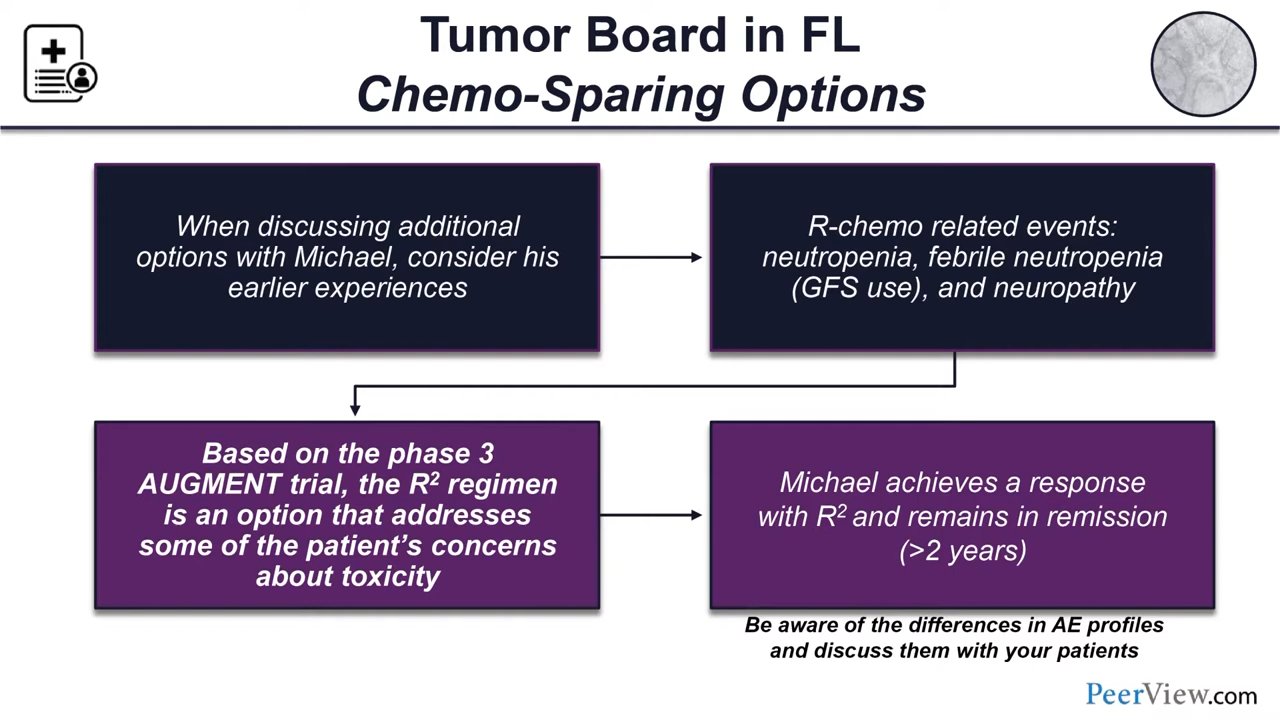 Tumor Board in FL
Chemo-Sparing Options
When discussing additional
options with Michael, consider his
earlier experiences
R-chemo related events:
neutropenia, febrile neutropenia
(GFS use), and neuropathy
Based on the phase 3
AUGMENT trial, the R² regimen
is an option that addresses
some of the patient’s concerns
about toxicity
Michael achieves a response
with R² and remains in remission
(>2 years)
Be aware of the differences in AE profiles
and discuss them with your patients
PeerView.com